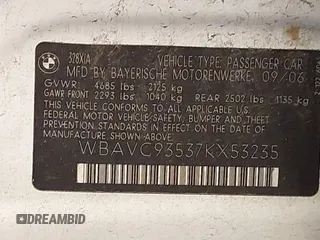 328XIA
VEHICLE TYPE: PASSENGER CAR
MFD BY BAYERISCHE MOTORENWERKE, 09/06
GVWR: 4685 lbs 2125 kg
GAWR FRONT: 2293 lbs 1040 kg REAR 2502 lbs 1135 kg
THIS VEHICLE CONFORMS TO ALL APPLICABLE
FEDERAL MOTOR VEHICLE SAFETY, BUMPER AND
THEFT PREVENTION STANDARDS IN EFFECT ON THE
DATE OF MANUFACTURE SHOWN ABOVE
WBAVC93537KX53235
DREAMBID